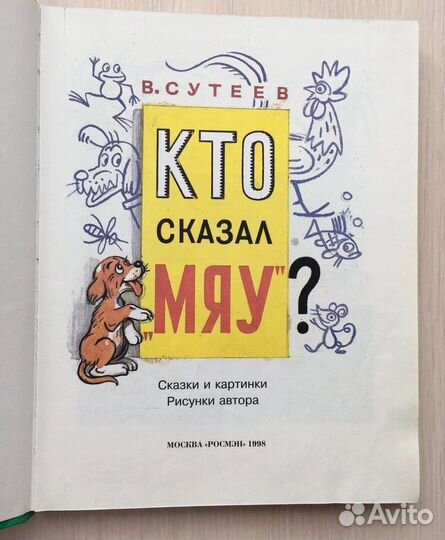 В. СУТЕЕВ
КТО
СКАЗАЛ
„МЯУ"?
Сказки и картинки
Рисунки автора
МОСКВА «РОСМЭН» 1998
Avito